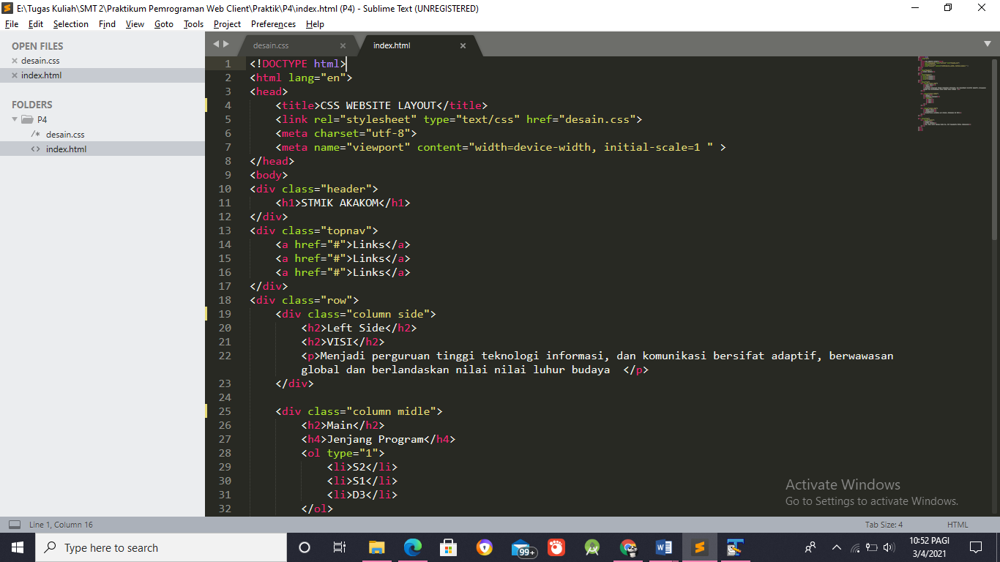 E:\Tugas Kuliah\SMT 2\Praktikum Pemrograman Web Client\Praktik\P4\index.html (P4) - Sublime Text (UNREGISTERED)
File Edit Selection Find View Goto Tools Project Preferences Help
OPEN FILES
desain.css
index.html
FOLDERS
P4
/* desain.css
<> index.html
desain.css
index.html
1 <!DOCTYPE html>
2 <html lang="en">
3 <head>
4 <title>CSS WEBSITE LAYOUT</title>
5 <link rel="stylesheet" type="text/css" href="desain.css">
6 <meta charset="utf-8">
7 <meta name="viewport" content="width=device-width, initial-scale=1 " >
8 </head>
9 <body>
10 <div class="header">
11 <h1>STMIK AKAKOM</h1>
12 </div>
13 <div class="topnav">
14 <a href="#">Links</a>
15 <a href="#">Links</a>
16 <a href="#">Links</a>
17 </div>
18 <div class="row">
19 <div class="column side">
20 <h2>Left Side</h2>
21 <h2>VISI</h2>
22 <p>Menjadi perguruan tinggi teknologi informasi, dan komunikasi bersifat adaptif, berwawasan
global dan berlandaskan nilai nilai luhur budaya  </p>
23 </div>
24
25 <div class="column midle">
26 <h2>Main</h2>
27 <h4>Jenjang Program</h4>
28 <ol type="1">
29 <li>S2</li>
30 <li>S1</li>
31 <li>D3</li>
32 </ol>
Activate Windows
Go to Settings to activate Windows.
Line 1, Column 16
Tab Size: 4
HTML
Type here to search
99+
10:52 PAGI
3/4/2021